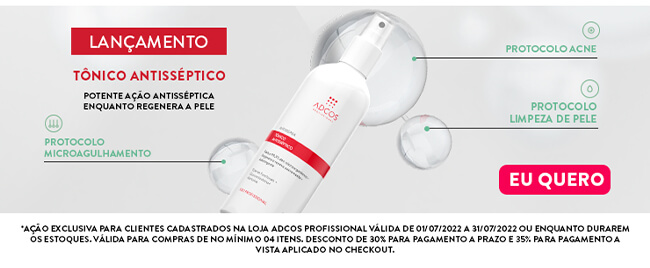 LANÇAMENTO
TÔNICO ANTISSÉPTICO
POTENTE AÇÃO ANTISSÉPTICA
ENQUANTO REGENERA A PELE
PROTOCOLO
MICROAGULHAMENTO
ADCOS
TÔNICO
ANTISSÉPTICO
PROTOCOLO ACNE
PROTOCOLO
LIMPEZA DE PELE
EU QUERO
*AÇÃO EXCLUSIVA PARA CLIENTES CADASTRADOS NA LOJA ADCOS PROFISSIONAL VÁLIDA DE 01/07/2022 A 31/07/2022 OU ENQUANTO DURAREM
OS ESTOQUES. VÁLIDA PARA COMPRAS DE NO MÍNIMO 04 ITENS. DESCONTO DE 30% PARA PAGAMENTO A PRAZO E 35% PARA PAGAMENTO A
VISTA APLICADO NO CHECKOUT.